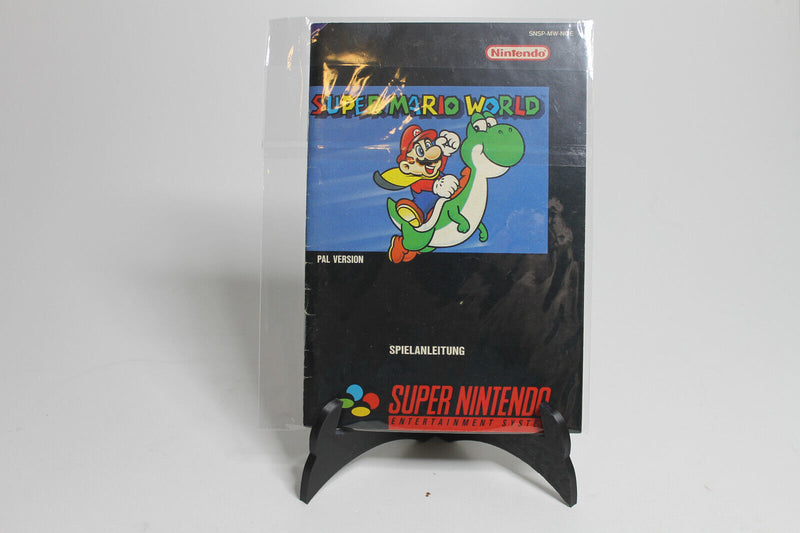 SNSP-MW-NOE
Nintendo
SUPER MARIO WORLD
PAL VERSION
SPIELANLEITUNG
SUPER NINTENDO
ENTERTAINMENT SYSTEM